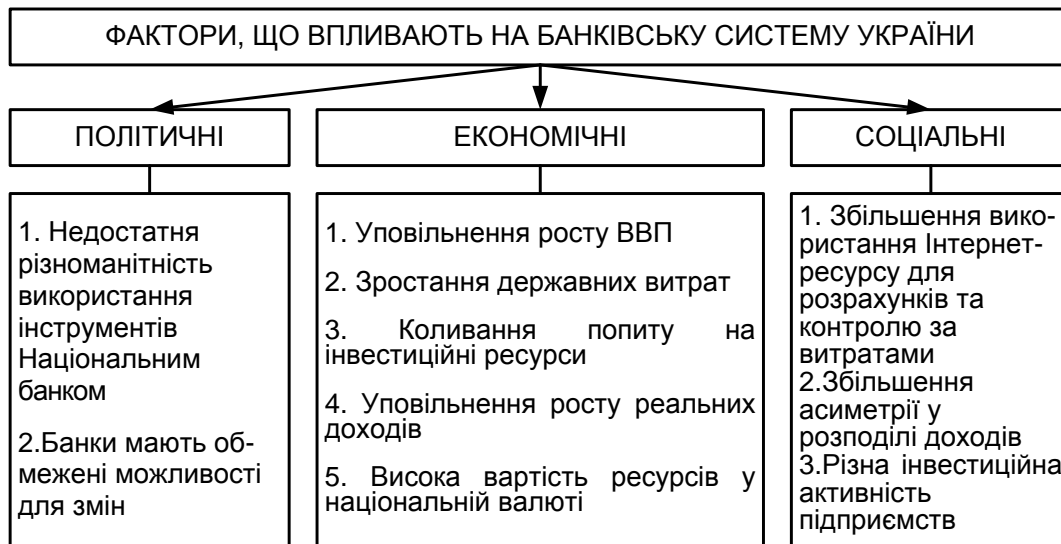 ФАКТОРИ, ЩО ВПЛИВАЮТЬ НА БАНКІВСЬКУ СИСТЕМУ УКРАЇНИ
ПОЛІТИЧНІ
ЕКОНОМІЧНІ
СОЦІАЛЬНІ
1. Недостатня
різноманітність
використання
інструментів
Національним
банком
2.Банки мають об-
межені можливості
для змін
1. Уповільнення росту ВВП
2. Зростання державних витрат
3. Коливання попиту на
інвестиційні ресурси
4. Уповільнення росту реальних
доходів
5. Висока вартість ресурсів у
національній валюті
1. Збільшення вико-
ристання Інтернет-
ресурсу для
розрахунків та
контролю за
витратами
2.Збільшення
асиметрії у
розподілі доходів
3.Різна інвестиційна
активність
підприємств